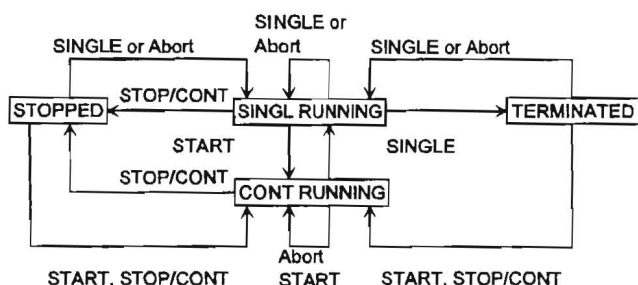 SINGLE or
Abort
SINGLE or Abort
SINGLE or Abort
STOP/CONT
STOPPED
SINGL RUNNING
TERMINATED
START
SINGLE
STOP/CONT
CONT RUNNING
Abort
START
START, STOP/CONT
START, STOP/CONT